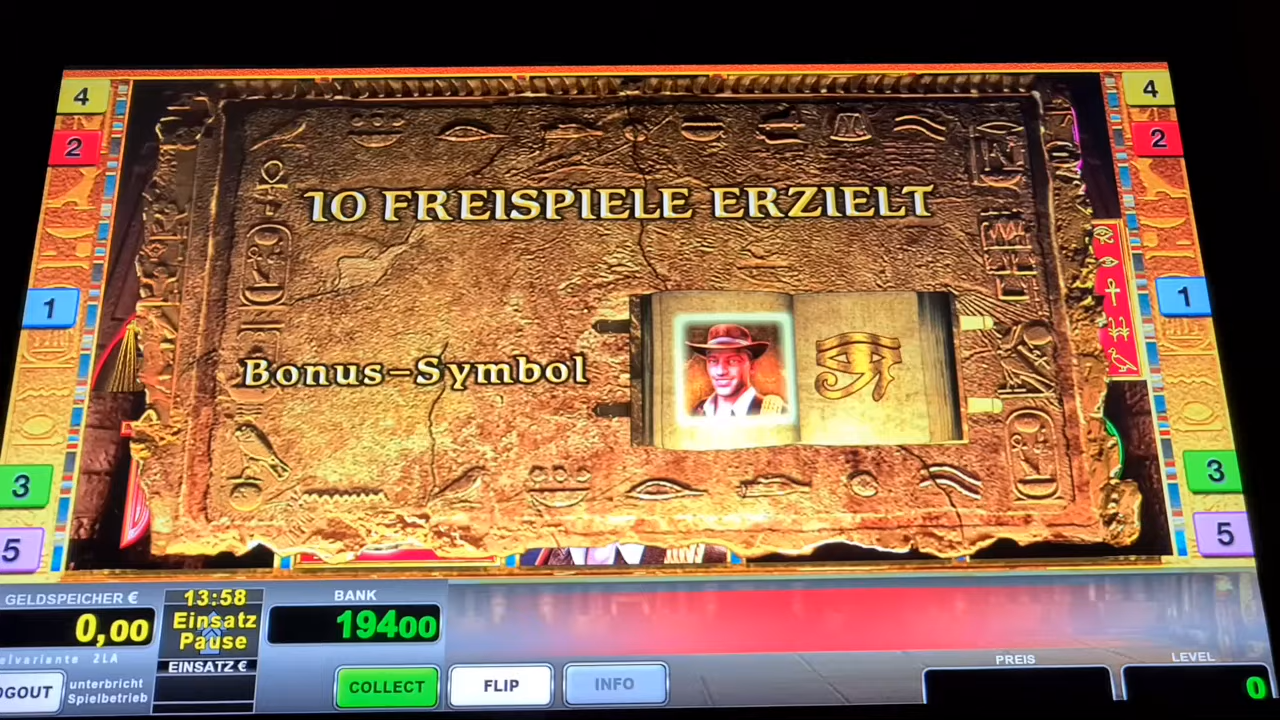 4
4
2
2
10 FREISPIELE ERZIELT
1
1
Bonus-Symbol
3
3
5
5
GELDSPEICHER €
0,00
13:58
Einsatz
Pause
EINSATZ €
BANK
19400
2LA
unterbricht
Spielbetrieb
COLLECT
FLIP
INFO
PREIS
LEVEL
0